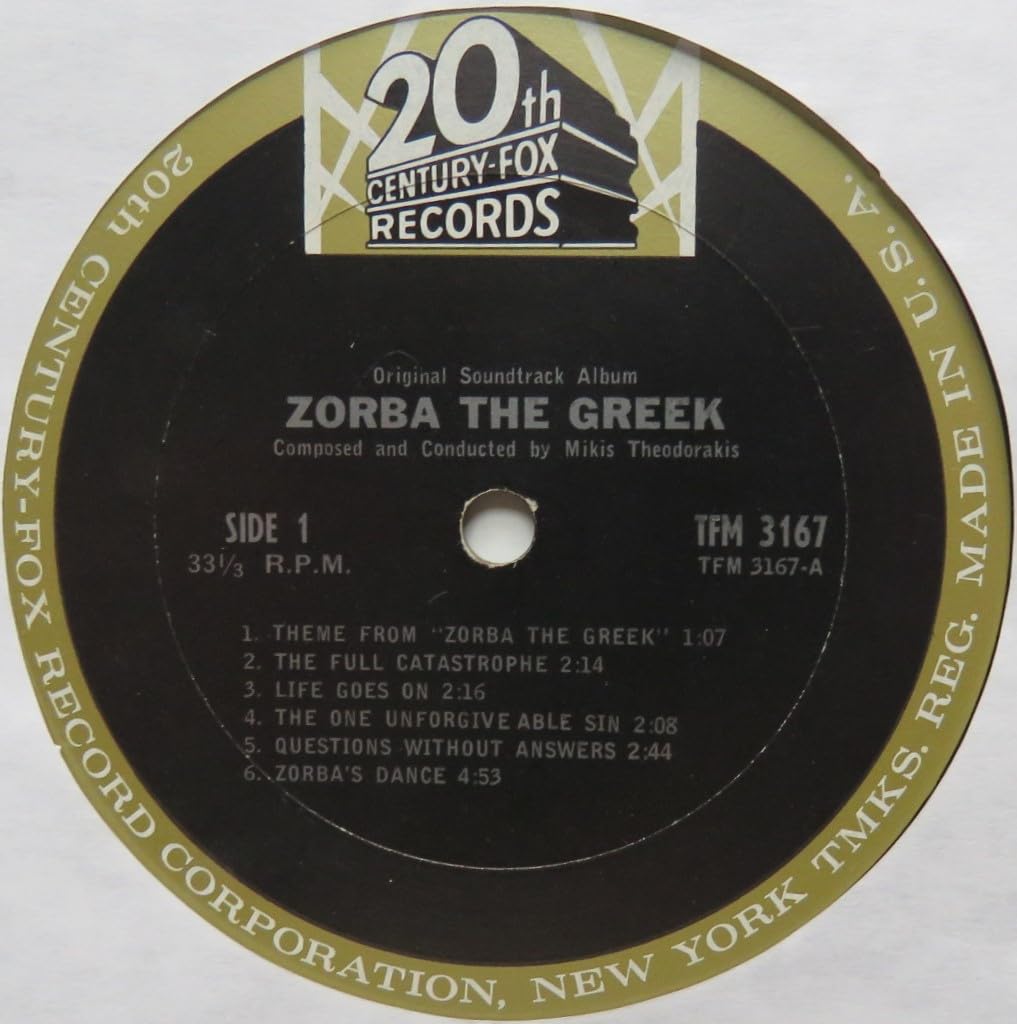 20th
CENTURY-FOX
RECORDS
Original Soundtrack Album
ZORBA THE GREEK
Composed and Conducted by Mikis Theodorakis
SIDE 1
33 1/3 R.P.M.
TFM 3167
TFM 3167-A
1. THEME FROM "ZORBA THE GREEK" 1:07
2. THE FULL CATASTROPHE 2:14
3. LIFE GOES ON 2:16
4. THE ONE UNFORGIVEABLE SIN 2:08
5. QUESTIONS WITHOUT ANSWERS 2:44
6. ZORBA'S DANCE 4:53
20th CENTURY-FOX RECORD CORPORATION, NEW YORK TMKS. REG. MADE IN U.S.A.